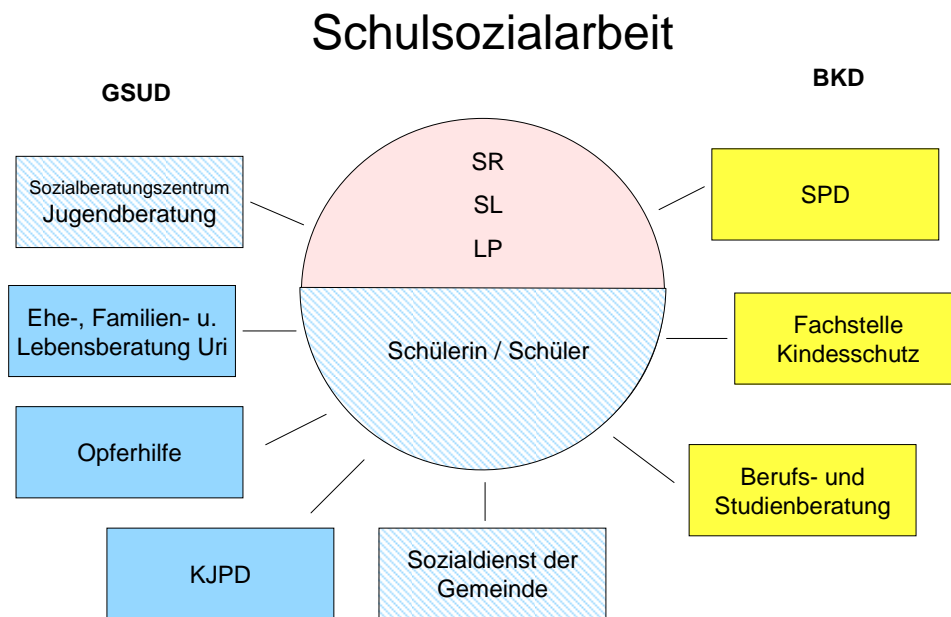 Schulsozialarbeit
GSUD
BKD
Sozialberatungszentrum
Jugendberatung
Ehe-, Familien- u.
Lebensberatung Uri
Opferhilfe
KJPD
SR
SL
LP
Schülerin / Schüler
Sozialdienst der
Gemeinde
SPD
Fachstelle
Kindesschutz
Berufs- und
Studienberatung